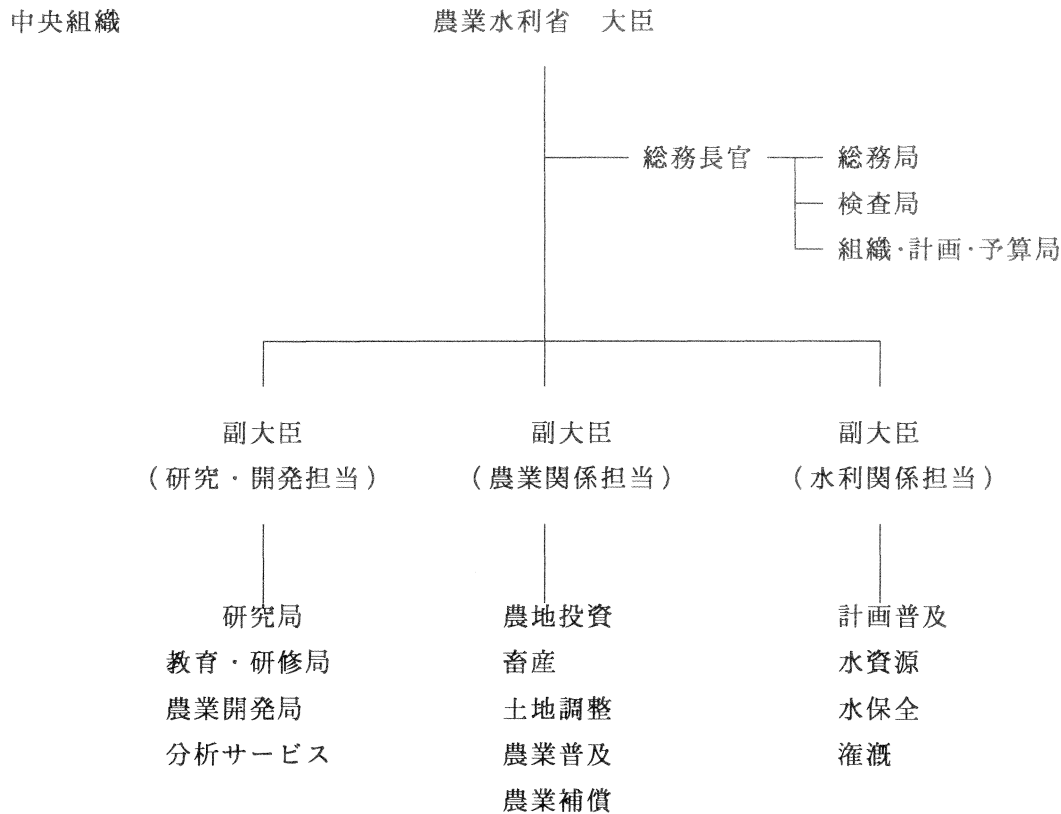 中央組織
農業水利省 大臣
総務長官
総務局
検査局
組織・計画・予算局
副大臣
(研究・開発担当)
研究局
教育・研修局
農業開発局
分析サービス
副大臣
(農業関係担当)
農地投資
畜産
土地調整
農業普及
農業補償
副大臣
(水利関係担当)
計画普及
水資源
水保全
潅漑